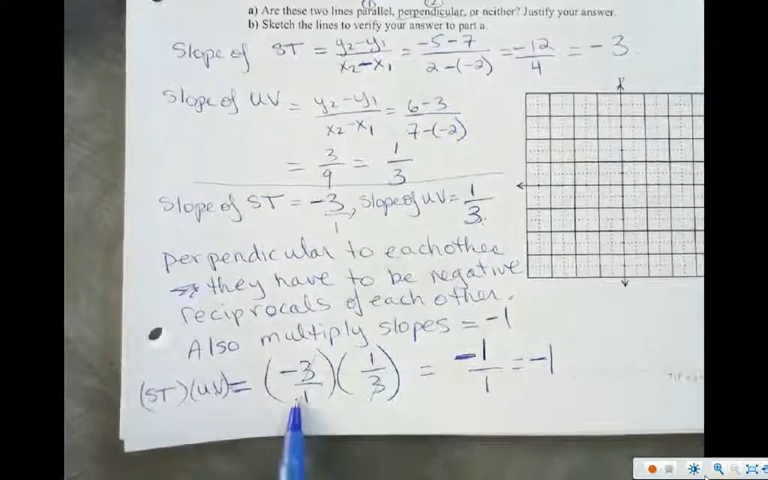 a) Are these two lines parallel, perpendicular, or neither? Justify your answer.
b) Sketch the lines to verify your answer to part a.
Slope of ST = y₂-y₁/x₂-x₁ = -5-7/2-(-2) = -12/4 = -3
Slope of UV = y₂-y₁/x₂-x₁ = 6-3/7-(-2)
= 3/9 = 1/3
Slope of ST = -3/1, Slope of UV = 1/3
perpendicular to eachother
→ they have to be negative
reciprocals of each other.
Also multiply slopes = -1
(ST)(UV) = (-3/1)(1/3) = -1/1 = -1